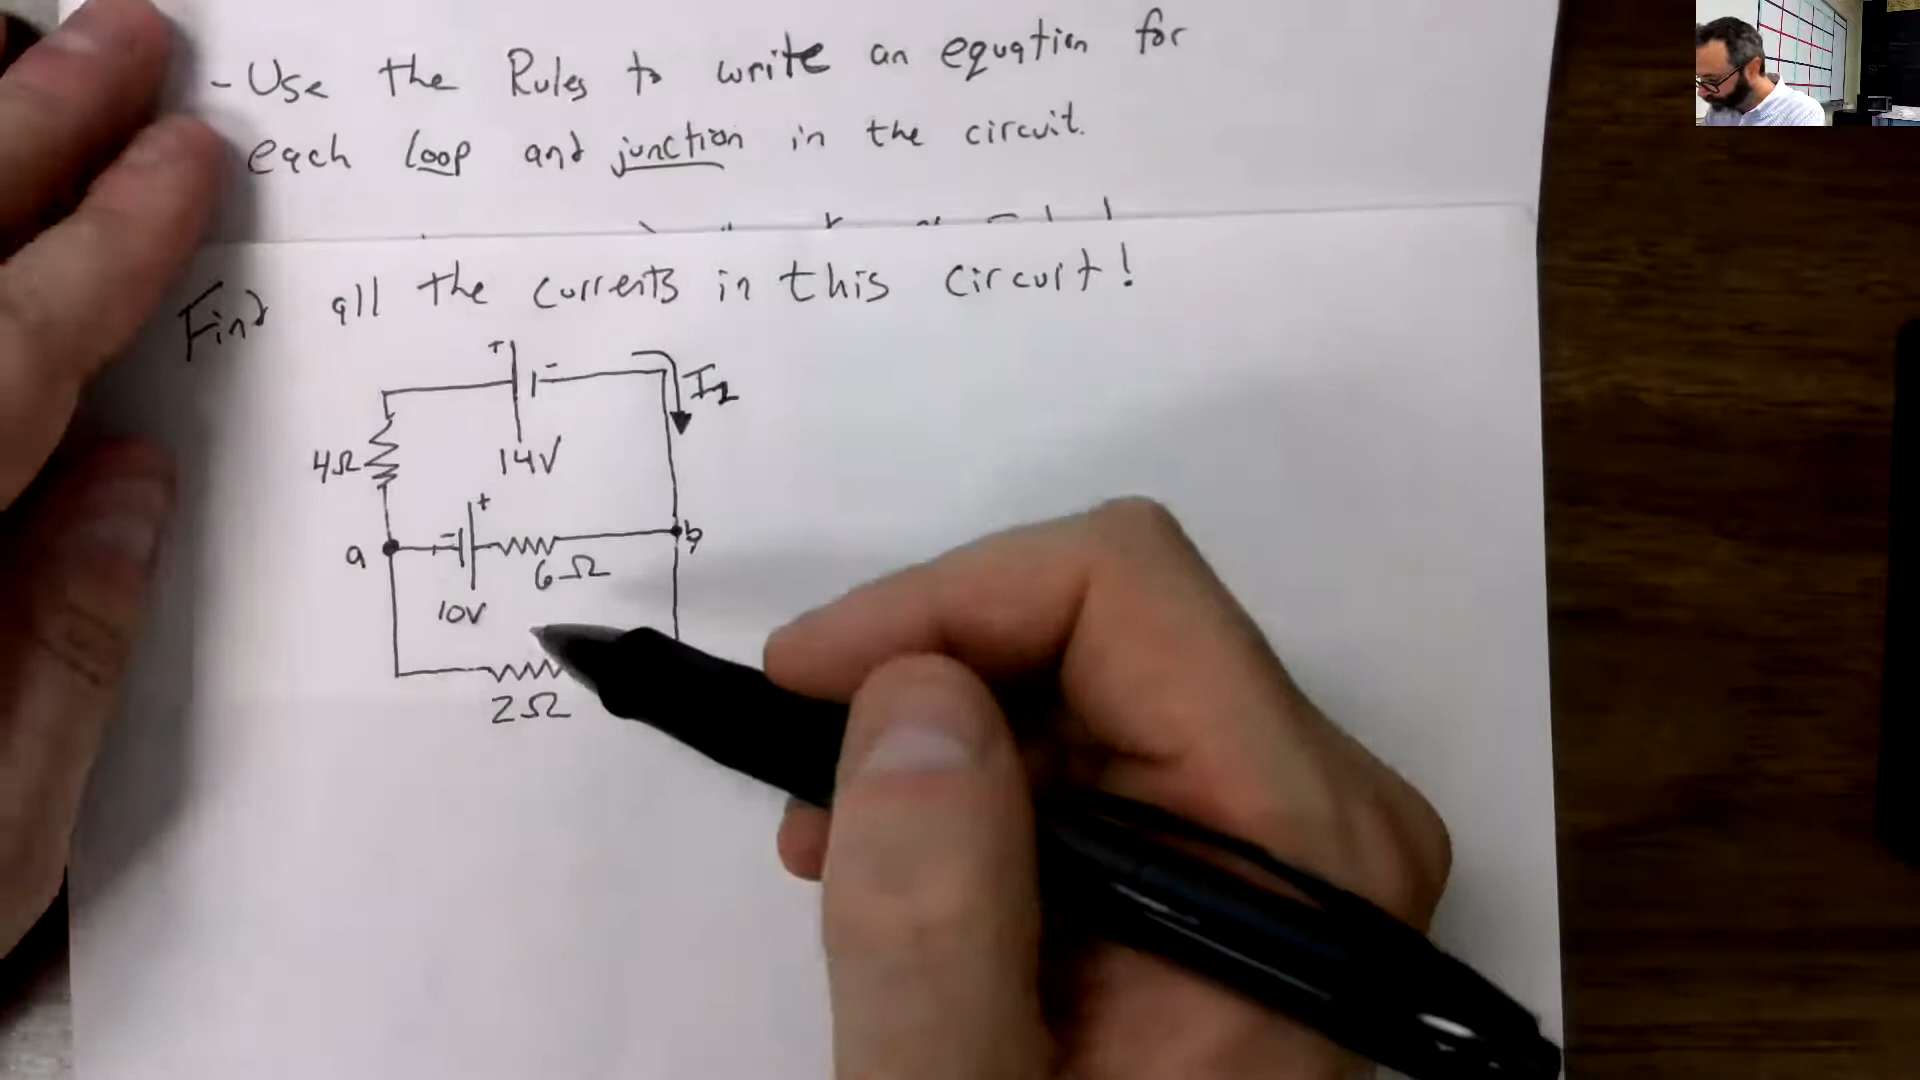 - Use the Rules to write an equation for
each loop and junction in the circuit.
Find all the currents in this circuit!
+ -
I2
4Ω
14V
+
a - b
6Ω
10V
2Ω